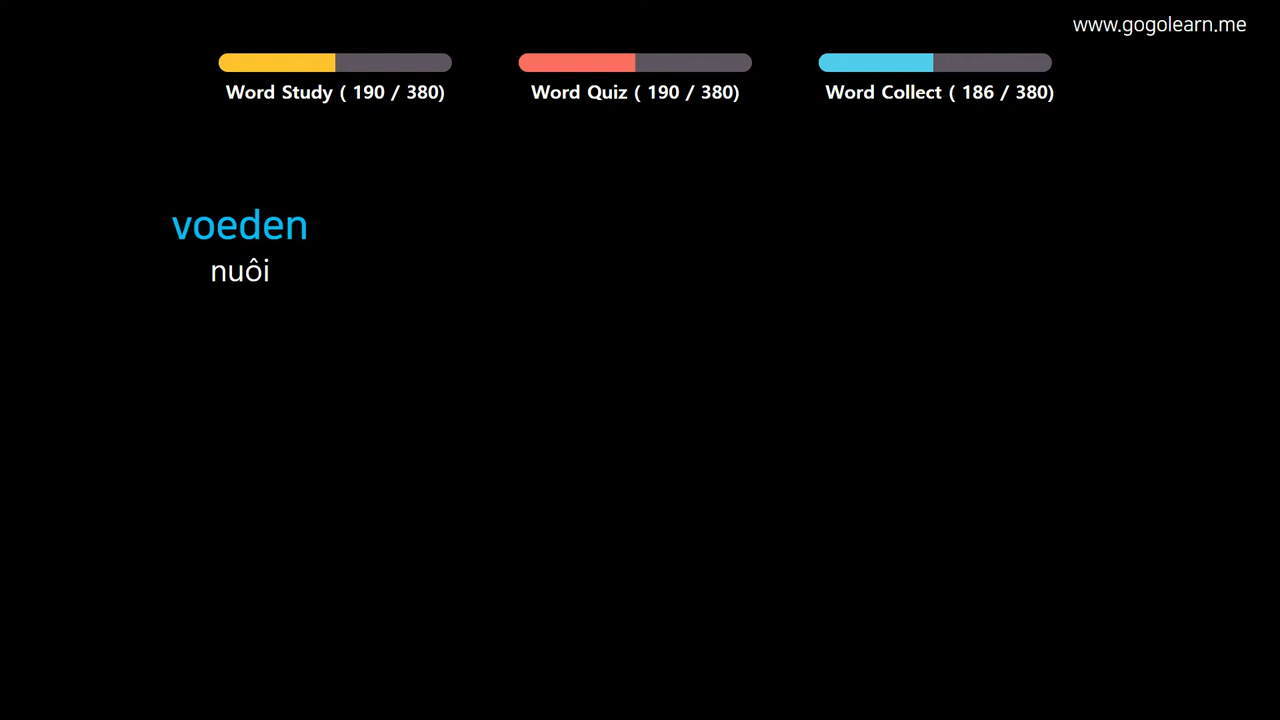 www.gogolearn.me
Word Study ( 190 / 380)
Word Quiz ( 190 / 380)
Word Collect ( 186 / 380)
voeden
nuôi